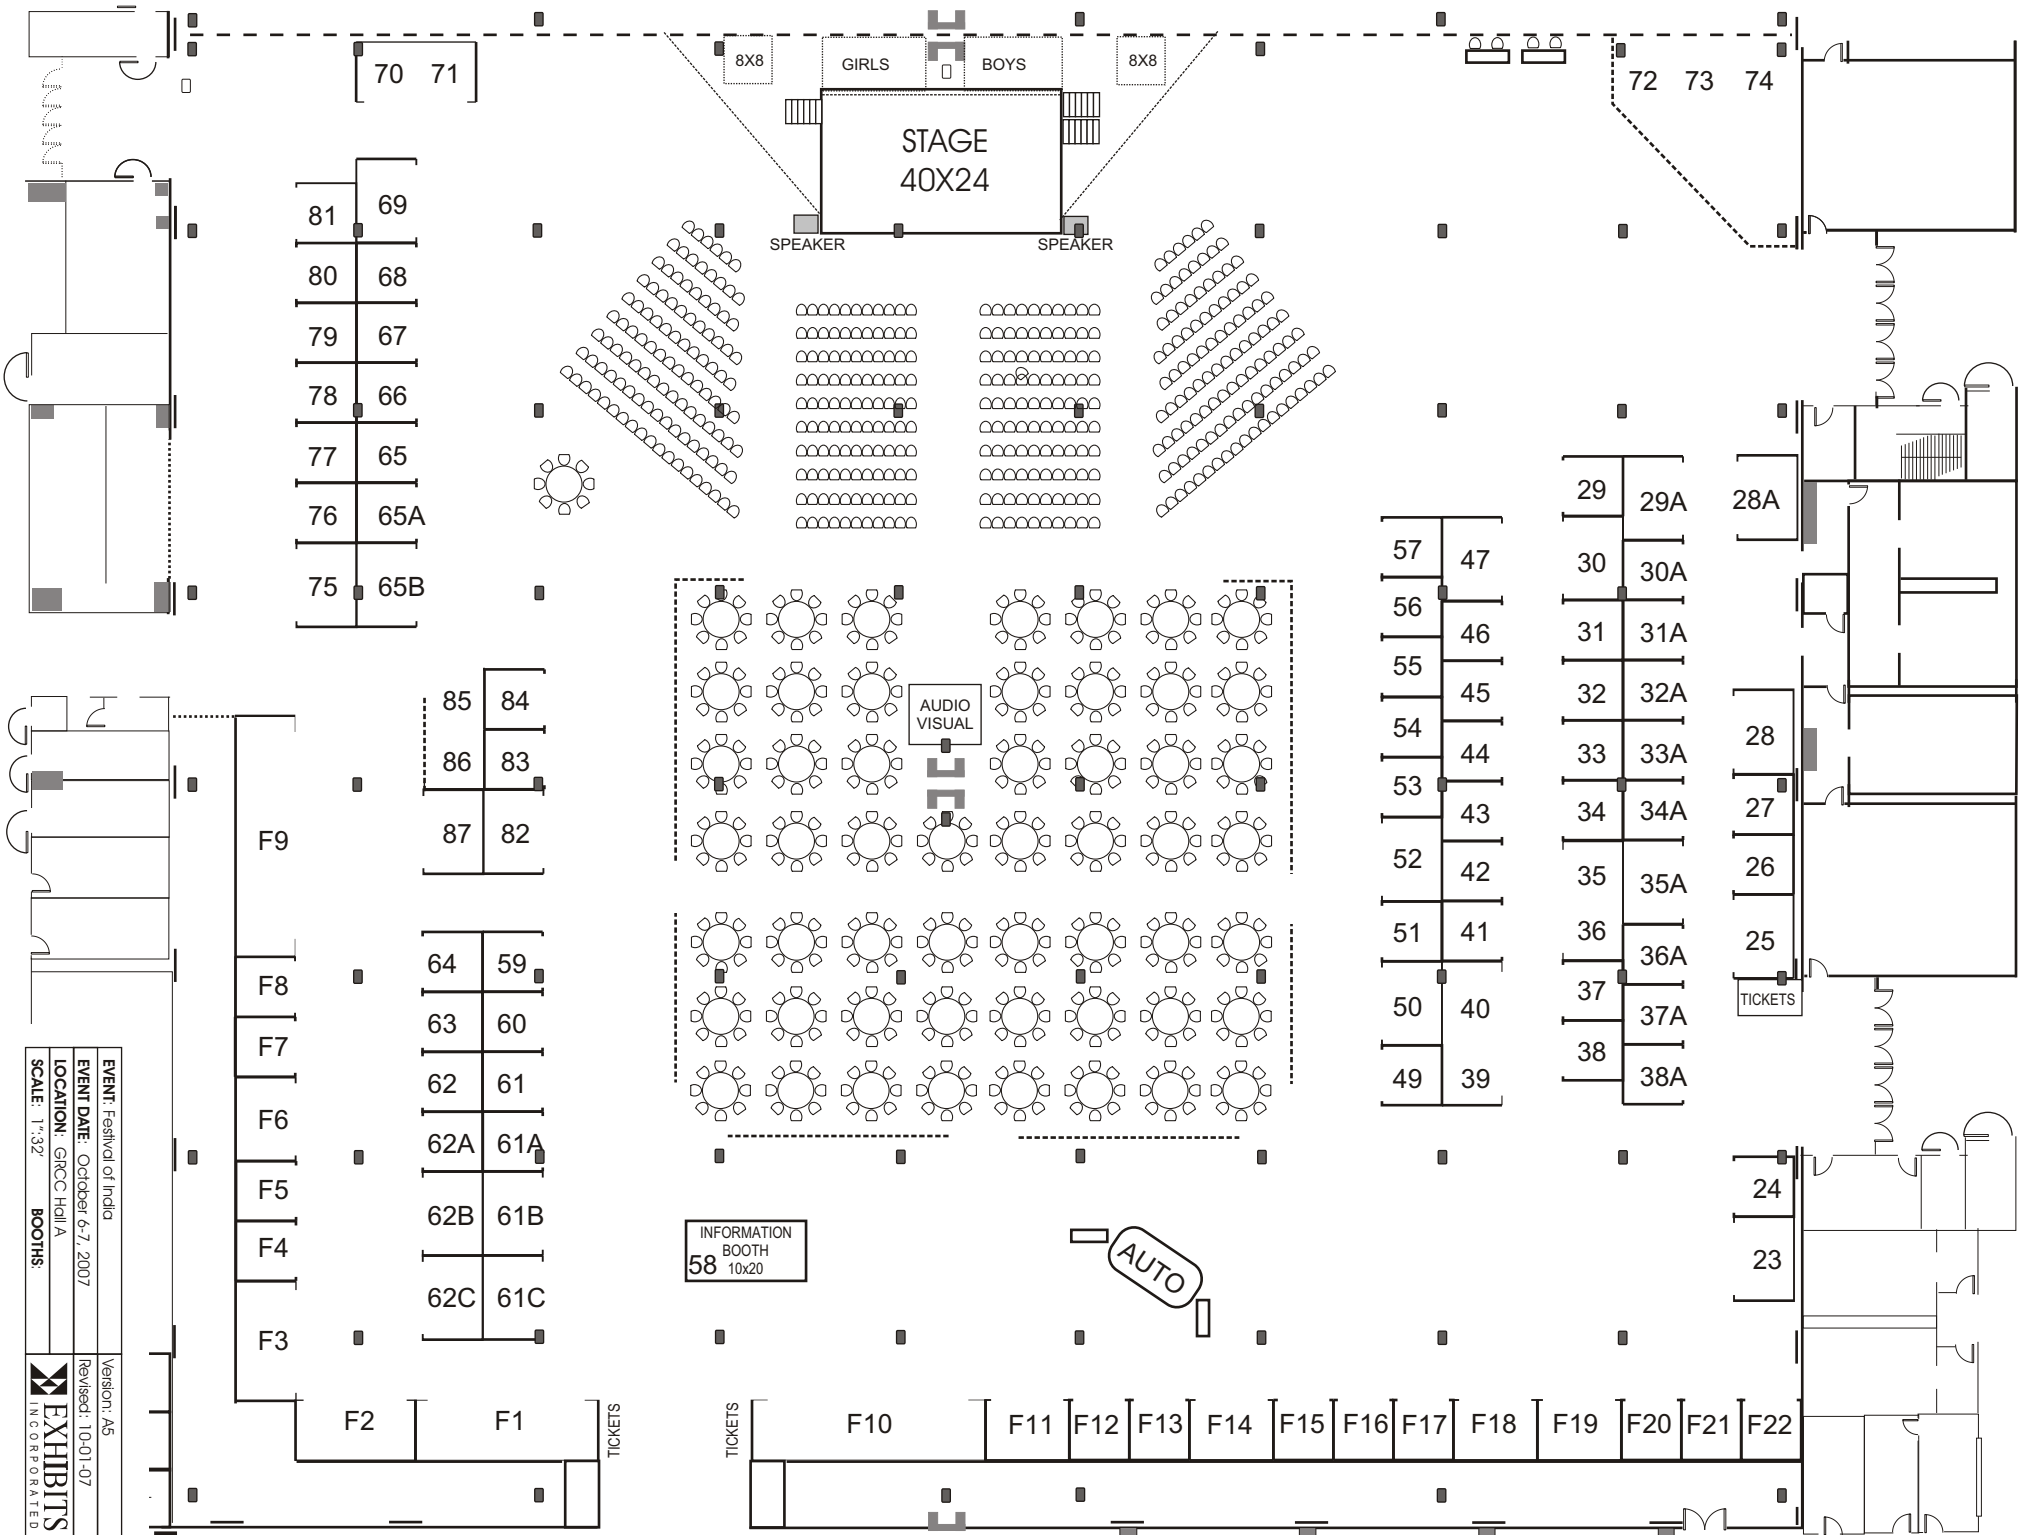 70 71
8X8
GIRLS
BOYS
8X8
72 73 74
STAGE
40X24
SPEAKER
SPEAKER
81
69
80
68
79
67
78
66
77
65
76
65A
75
65B
85
84
86
83
87
82
64
59
63
60
62
61
62A
61A
62B
61B
62C
61C
AUDIO
VISUAL
57
47
56
46
55
45
54
44
53
43
52
42
51
41
50
40
49
39
29
29A
30
30A
31
31A
32
32A
33
33A
34
34A
35
35A
36
36A
37
37A
38
38A
28A
28
27
26
25
TICKETS
24
23
F9
F8
F7
F6
F5
F4
F3
F2
F1
TICKETS
INFORMATION
BOOTH
58 10x20
AUTO
TICKETS
F10
F11
F12
F13
F14
F15
F16
F17
F18
F19
F20
F21
F22
EVENT: Festival of India
EVENT DATE: October 6-7, 2007
LOCATION: GRCC Hall A
SCALE: 1":32' BOOTHS:
Version: A5
Revised: 10-01-07
EXHIBITS
INCORPORATED